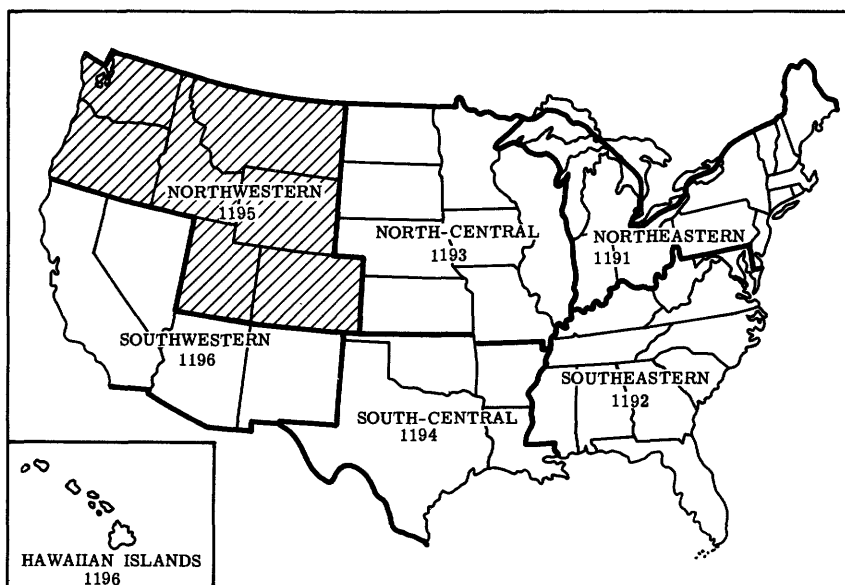 NORTHWESTERN
1195
NORTH-CENTRAL
1193
NORTHEASTERN
1191
SOUTHWESTERN
1196
SOUTH-CENTRAL
1194
SOUTHEASTERN
1192
HAWAIIAN ISLANDS
1196